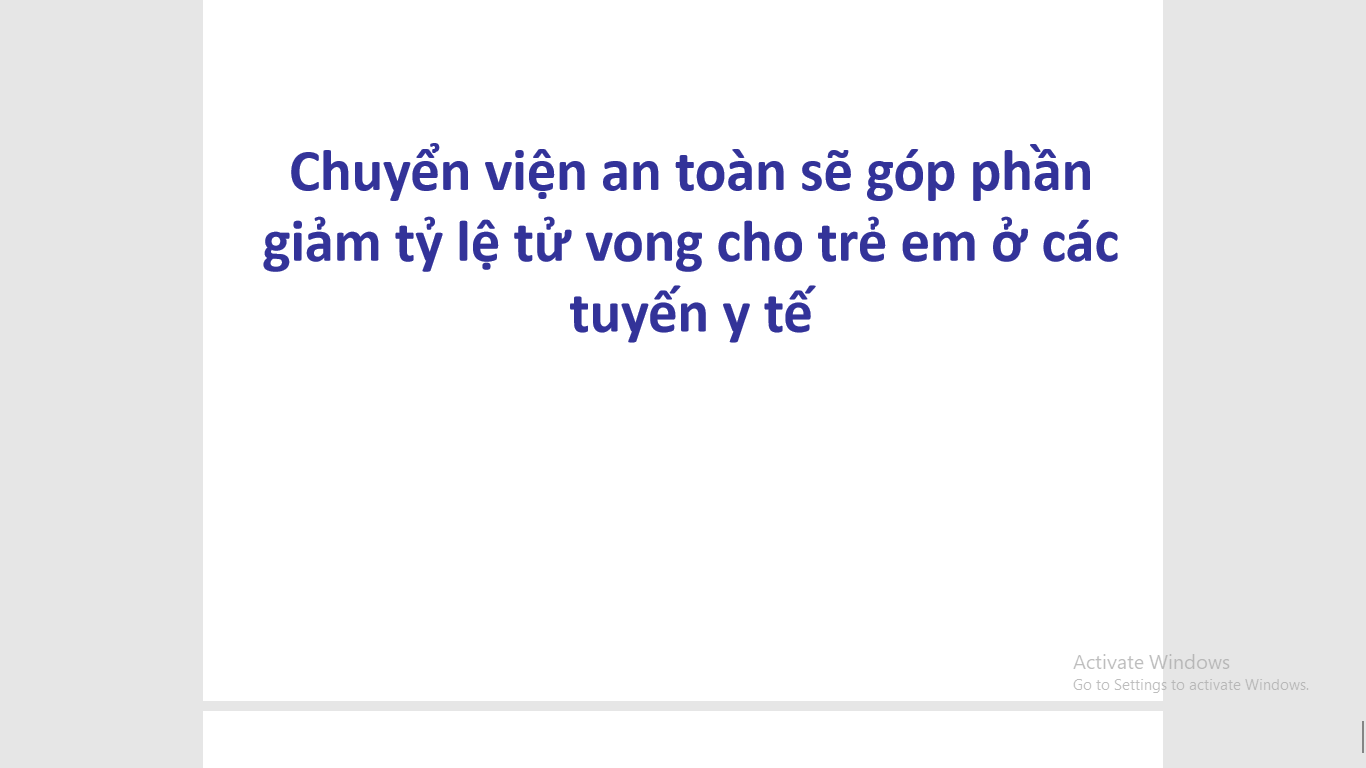 Chuyển viện an toàn sẽ góp phần
giảm tỷ lệ tử vong cho trẻ em ở các
tuyến y tế
Activate Windows
Go to Settings to activate Windows.